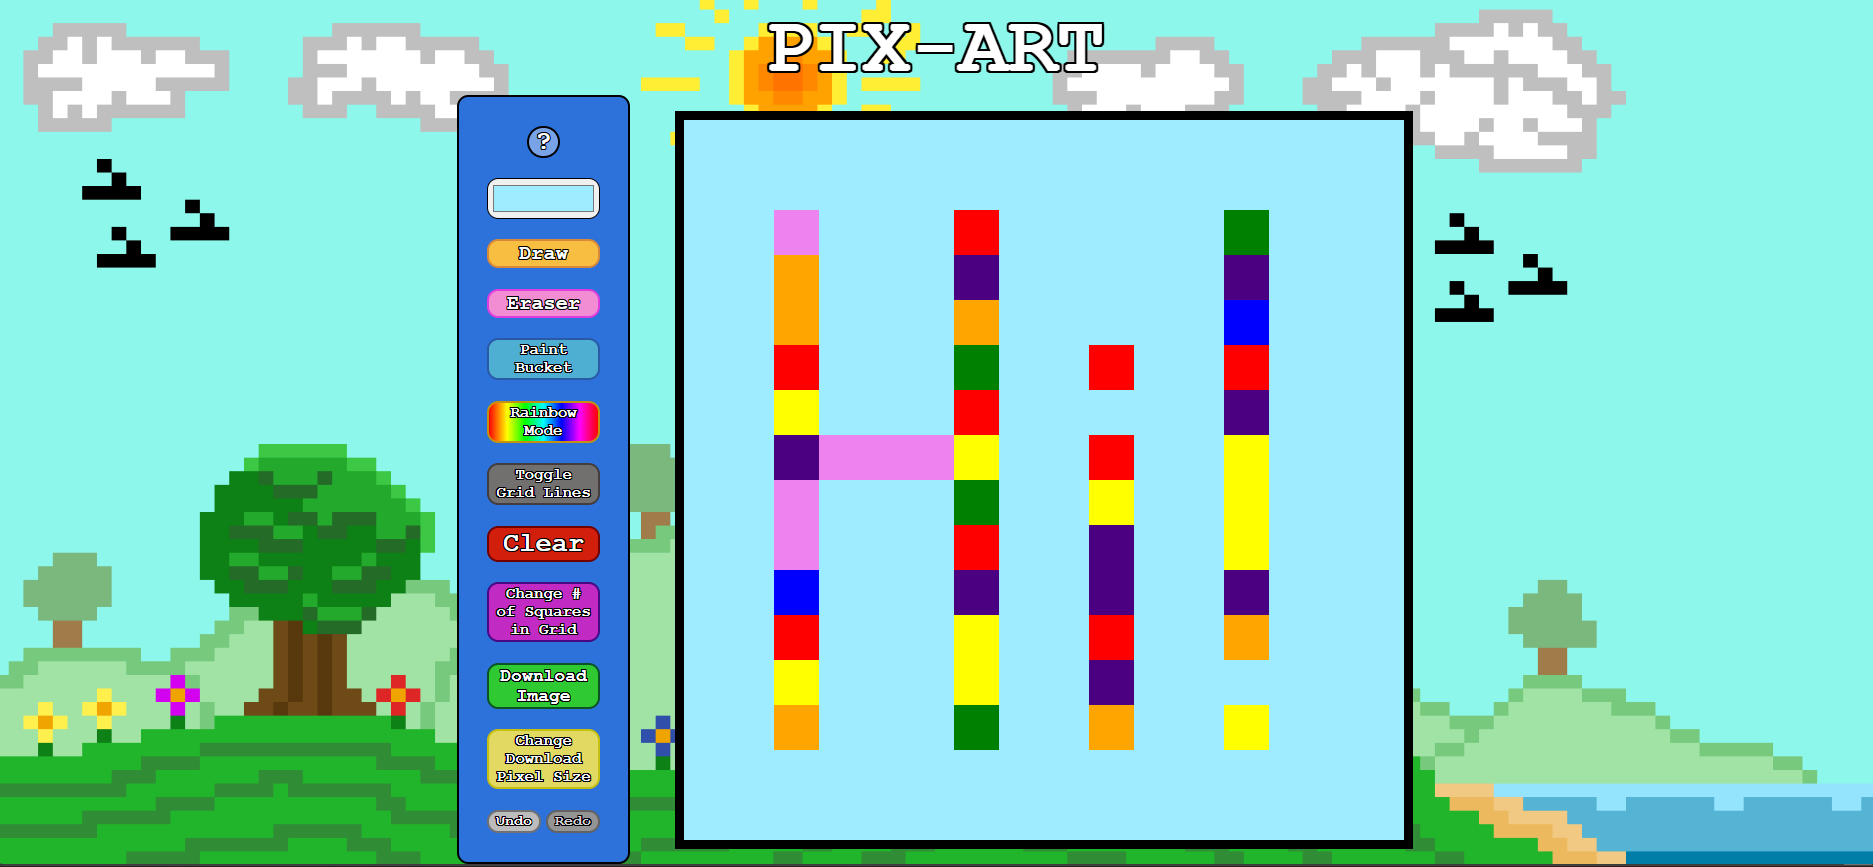 PIX-ART
?
Draw
Eraser
Paint
Bucket
Rainbow
Mode
Toggle
Grid Lines
Clear
Change #
of Squares
in Grid
Download
Image
Change
Download
Pixel Size
Undo Redo
Hi!